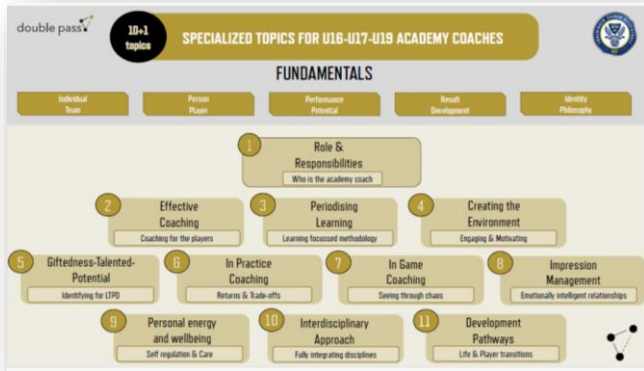 double pass
10+1
topics
SPECIALIZED TOPICS FOR U16-U17-U19 ACADEMY COACHES
FUNDAMENTALS
Individual
Team
Person
Player
Performance
Potential
Result
Development
Identity
Philosophy
1
Role &
Responsibilities
Who is the academy coach
2
Effective
Coaching
Coaching for the players
3
Periodising
Learning
Learning focussed methodology
4
Creating the
Environment
Engaging & Motivating
5
Giftedness-Talented-
Potential
Identifying for LTPD
6
In Practice
Coaching
Returns & Trade-offs
7
In Game
Coaching
Seeing through chaos
8
Impression
Management
Emotionally intelligent relationships
9
Personal energy
and wellbeing
Self regulation & Care
10
Interdisciplinary
Approach
Fully integrating disciplines
11
Development
Pathways
Life & Player transitions